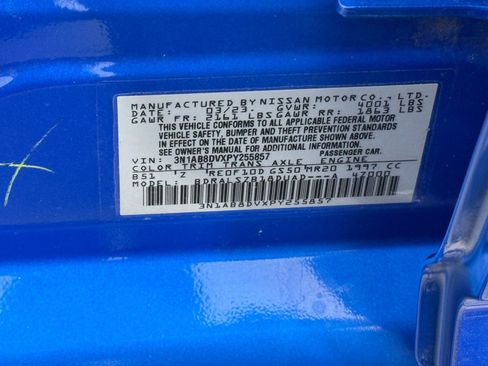 MANUFACTURED BY NISSAN MOTOR CO., LTD.
DATE: 03/23 GVWR: 4001 LBS
GAWR FR: 2161 LBS GAWR RR: 1863 LBS
THIS VEHICLE CONFORMS TO ALL APPLICABLE FEDERAL MOTOR
VEHICLE SAFETY, BUMPER, AND THEFT PREVENTION STANDARDS
IN EFFECT ON THE DATE OF MANUFACTURE SHOWN ABOVE.
SEE OWNER'S MANUAL FOR ADDITIONAL INFORMATION
VIN: 3N1AB8DVXPY255857
COLOR TRIM TRANS AXLE ENGINE
B51 Z RE0F10D GS50 MR20 1997 CC
MODEL: BDRALSZB18DUAD---A 47000
3N1AB8DVXPY255857